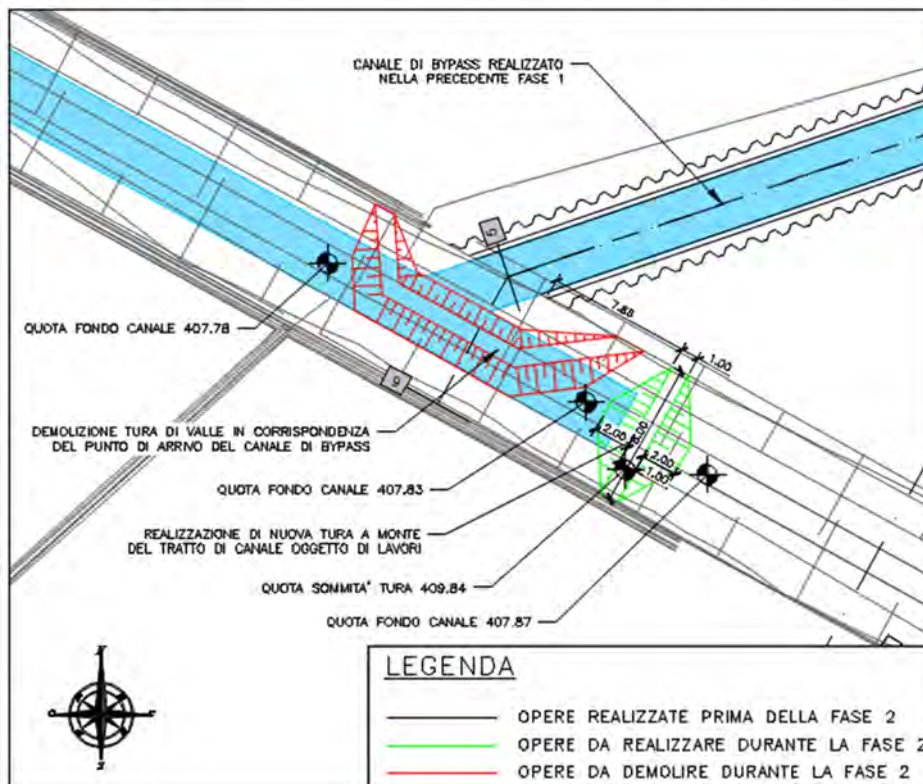 CANALE DI BYPASS REALIZZATO
NELLA PRECEDENTE FASE 1
5
7.88
1.00
QUOTA FONDO CANALE 407.78
9
DEMOLIZIONE TURA DI VALLE IN CORRISPONDENZA
DEL PUNTO DI ARRIVO DEL CANALE DI BYPASS
2.00
8.00
2.00
1.00
QUOTA FONDO CANALE 407.83
REALIZZAZIONE DI NUOVA TURA A MONTE
DEL TRATTO DI CANALE OGGETTO DI LAVORI
QUOTA SOMMITA' TURA 409.84
QUOTA FONDO CANALE 407.87
LEGENDA
OPERE REALIZZATE PRIMA DELLA FASE 2
OPERE DA REALIZZARE DURANTE LA FASE 2
OPERE DA DEMOLIRE DURANTE LA FASE 2